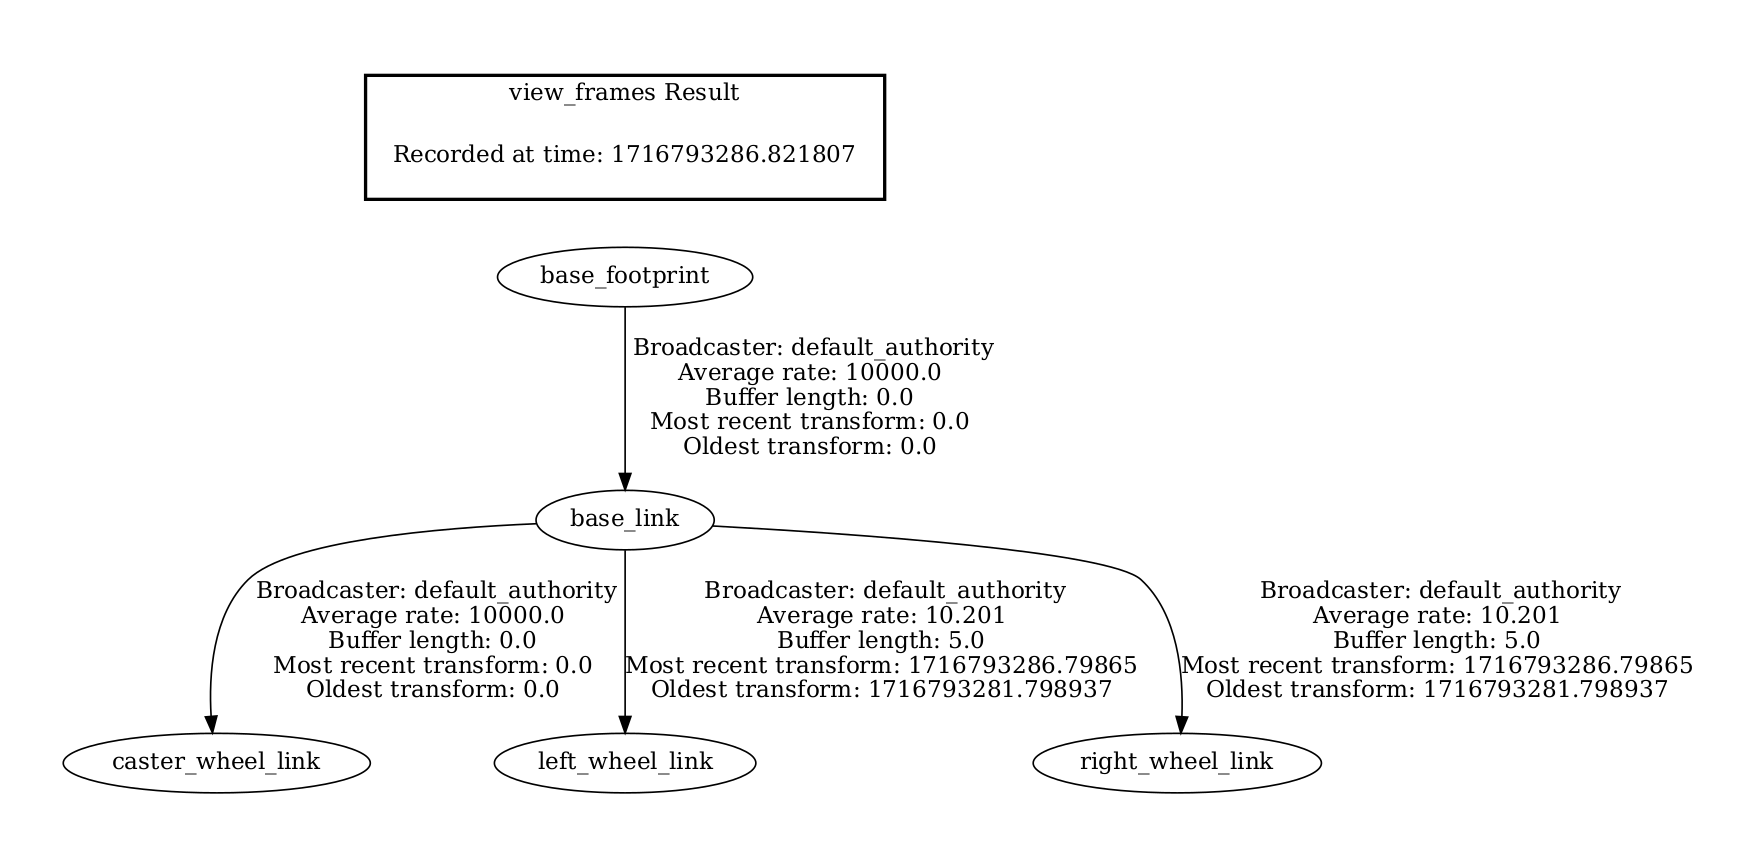 view_frames Result
Recorded at time: 1716793286.821807
base_footprint
Broadcaster: default_authority
Average rate: 10000.0
Buffer length: 0.0
Most recent transform: 0.0
Oldest transform: 0.0
base_link
Broadcaster: default_authority
Average rate: 10000.0
Buffer length: 0.0
Most recent transform: 0.0
Oldest transform: 0.0
Broadcaster: default_authority
Average rate: 10.201
Buffer length: 5.0
Most recent transform: 1716793286.79865
Oldest transform: 1716793281.798937
Broadcaster: default_authority
Average rate: 10.201
Buffer length: 5.0
Most recent transform: 1716793286.79865
Oldest transform: 1716793281.798937
caster_wheel_link
left_wheel_link
right_wheel_link